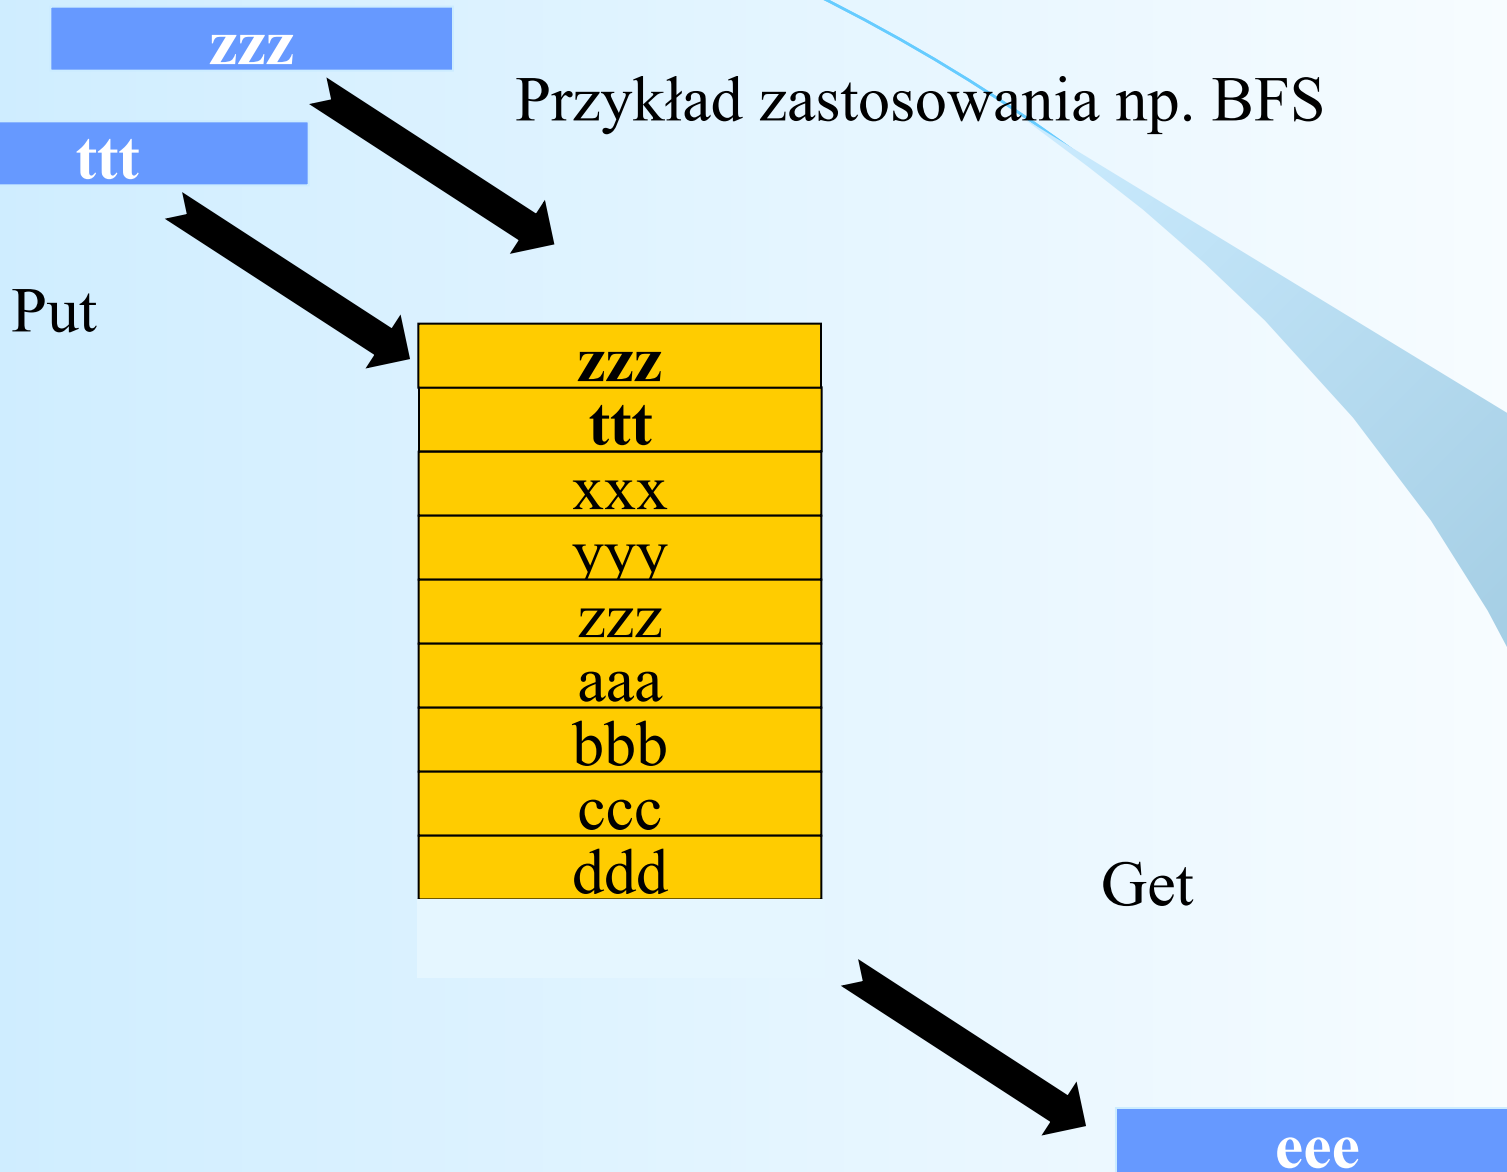 zzz
Przykład zastosowania np. BFS
ttt
Put
zzz
ttt
xxx
yyy
zzz
aaa
bbb
ccc
ddd
Get
eee